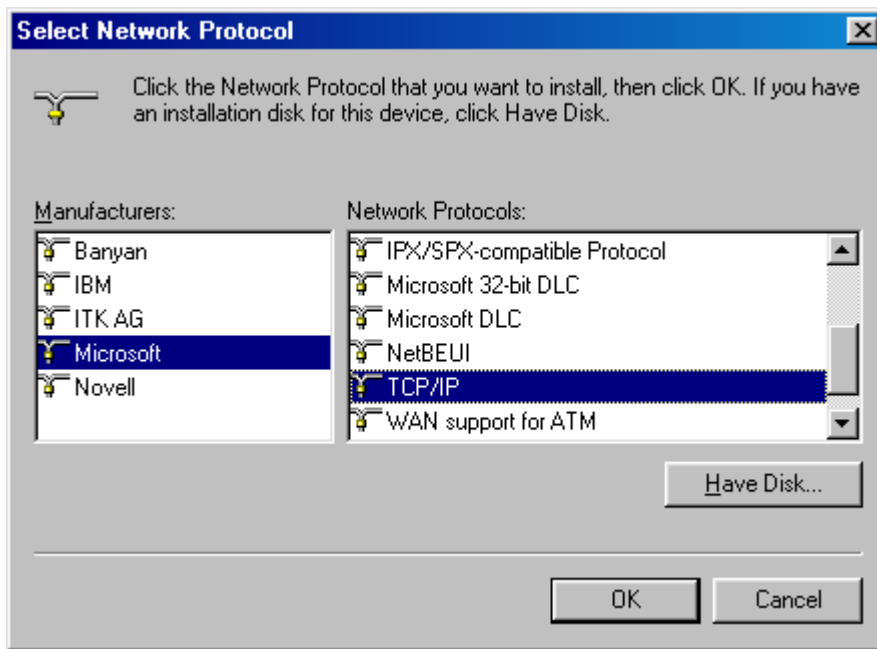 Select Network Protocol
Click the Network Protocol that you want to install, then click OK. If you have
an installation disk for this device, click Have Disk.
Manufacturers:
Banyan
IBM
ITK AG
Microsoft
Novell
Network Protocols:
IPX/SPX-compatible Protocol
Microsoft 32-bit DLC
Microsoft DLC
NetBEUI
TCP/IP
WAN support for ATM
Have Disk...
OK
Cancel